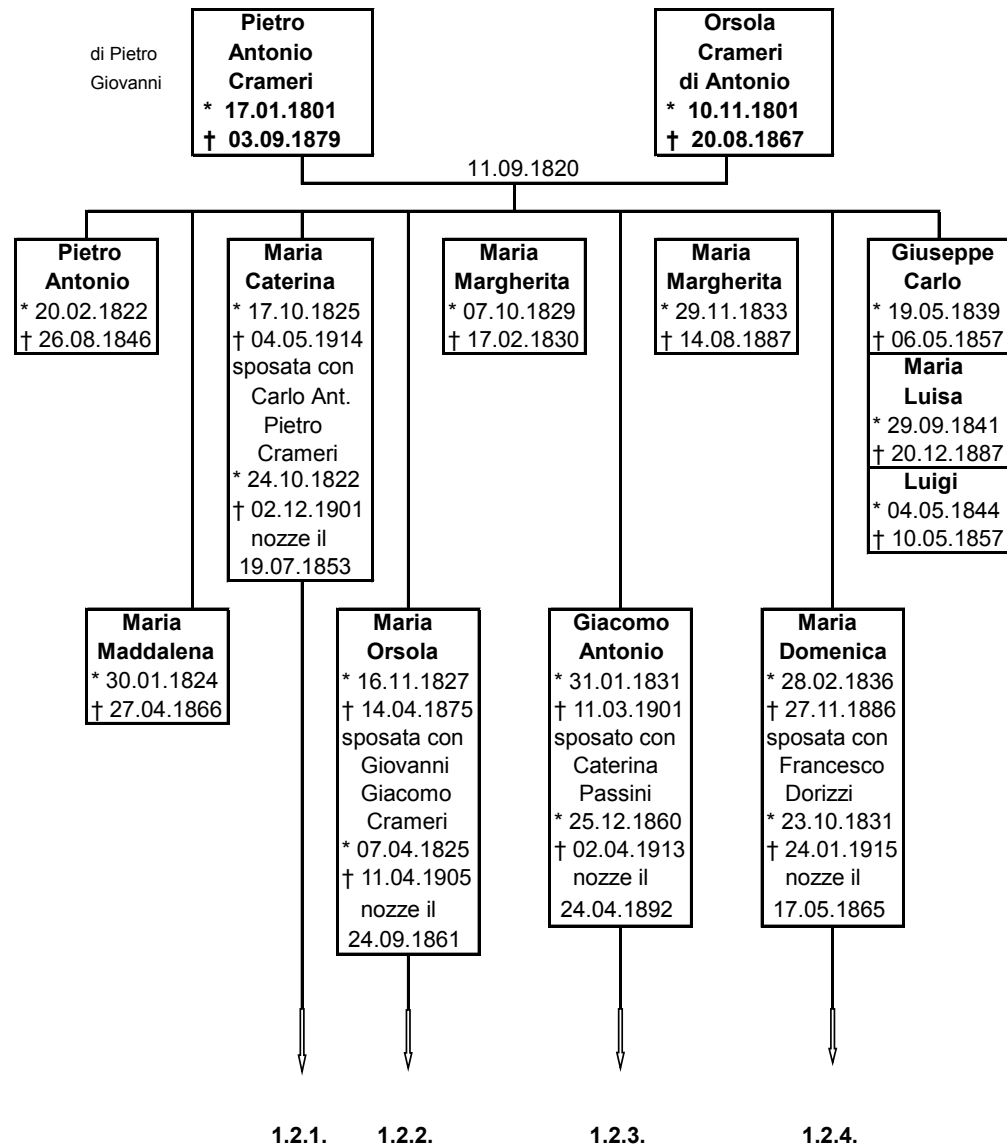 di Pietro
Giovanni
Pietro
Antonio
Crameri
* 17.01.1801
† 03.09.1879
Orsola
Crameri
di Antonio
* 10.11.1801
† 20.08.1867
11.09.1820
Pietro
Antonio
* 20.02.1822
† 26.08.1846
Maria
Caterina
* 17.10.1825
† 04.05.1914
sposata con
Carlo Ant.
Pietro
Crameri
* 24.10.1822
† 02.12.1901
nozze il
19.07.1853
Maria
Margherita
* 07.10.1829
† 17.02.1830
Maria
Margherita
* 29.11.1833
† 14.08.1887
Giuseppe
Carlo
* 19.05.1839
† 06.05.1857
Maria
Luisa
* 29.09.1841
† 20.12.1887
Luigi
* 04.05.1844
† 10.05.1857
Maria
Maddalena
* 30.01.1824
† 27.04.1866
Maria
Orsola
* 16.11.1827
† 14.04.1875
sposata con
Giovanni
Giacomo
Crameri
* 07.04.1825
† 11.04.1905
nozze il
24.09.1861
Giacomo
Antonio
* 31.01.1831
† 11.03.1901
sposato con
Caterina
Passini
* 25.12.1860
† 02.04.1913
nozze il
24.04.1892
Maria
Domenica
* 28.02.1836
† 27.11.1886
sposata con
Francesco
Dorizzi
* 23.10.1831
† 24.01.1915
nozze il
17.05.1865
1.2.1. 1.2.2. 1.2.3. 1.2.4.